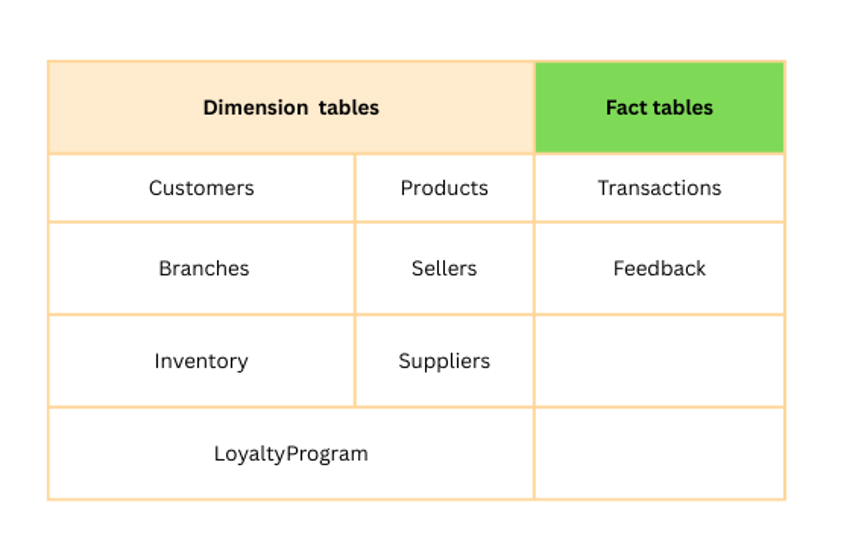 Dimension tables
Fact tables
Customers
Products
Transactions
Branches
Sellers
Feedback
Inventory
Suppliers
LoyaltyProgram